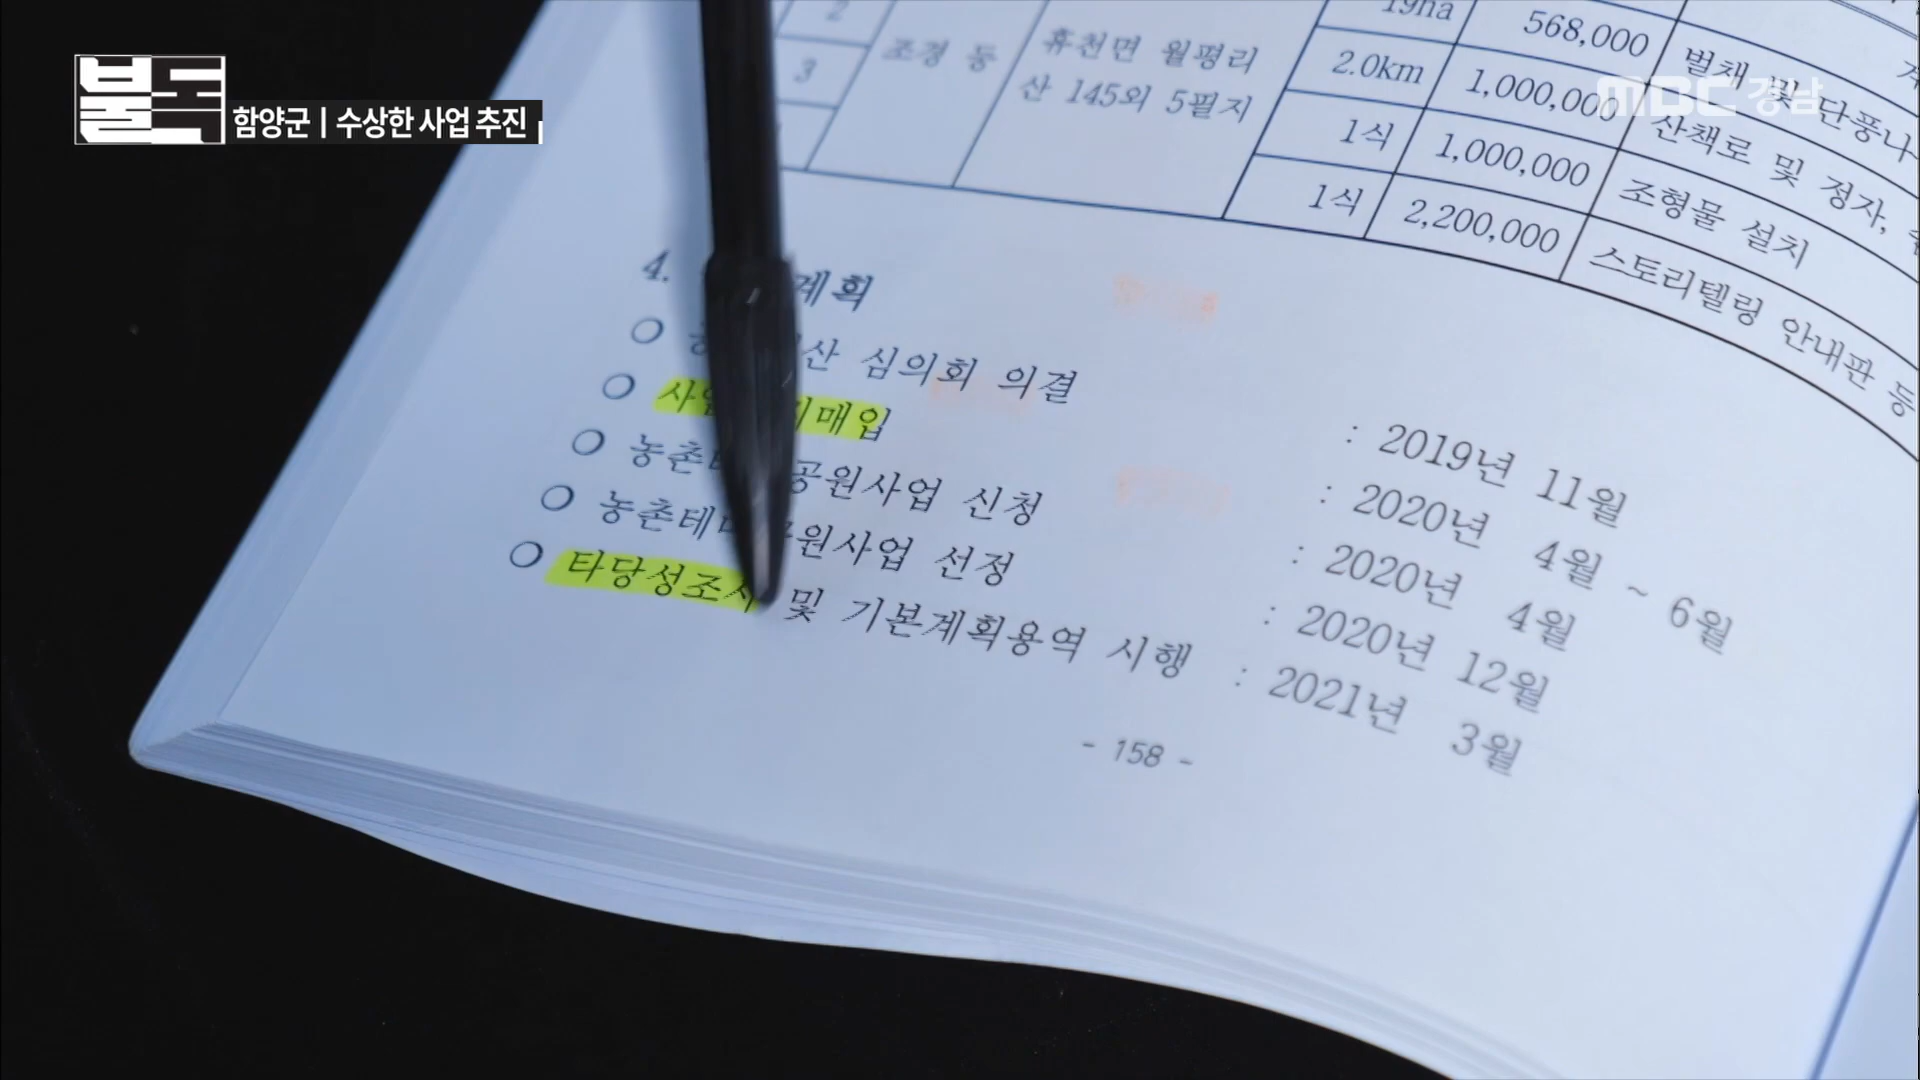 불독
함양군 | 수상한 사업 추진
MBC 경남
2
19ha
568,000
벌채 및 단풍나
3
조경 등
휴천면 월평리
산 145외 5필지
2.0km
1,000,000
산책로 및 정자,
1식
1,000,000
조형물 설치
1식
2,200,000
스토리텔링 안내판 등
4. 계획
○ 산 심의회 의결 : 2019년 11월
○ 매입 : 2020년 4월 ~ 6월
○ 공원사업 신청 : 2020년 4월
○ 원사업 선정 : 2020년 12월
○ 타당성조사 및 기본계획용역 시행 : 2021년 3월
- 158 -